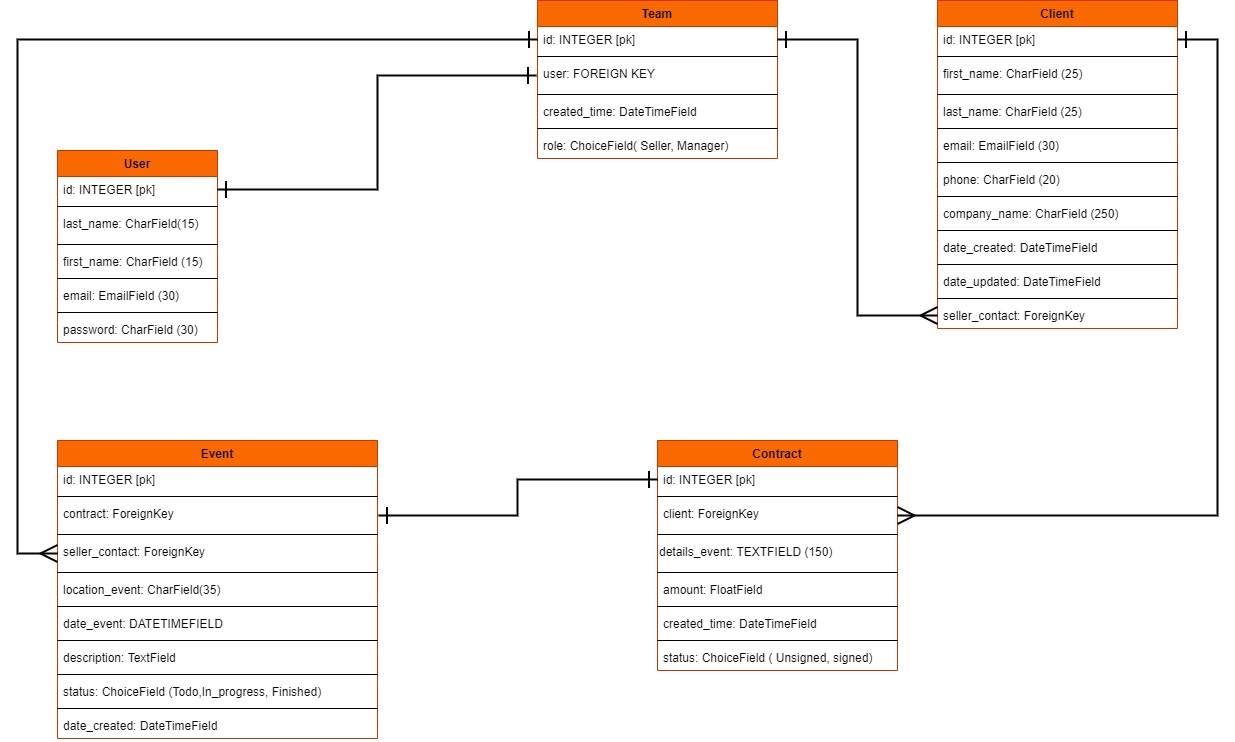 Team
id: INTEGER [pk]
user: FOREIGN KEY
created_time: DateTimeField
role: ChoiceField( Seller, Manager)
Client
id: INTEGER [pk]
first_name: CharField (25)
last_name: CharField (25)
email: EmailField (30)
phone: CharField (20)
company_name: CharField (250)
date_created: DateTimeField
date_updated: DateTimeField
seller_contact: ForeignKey
User
id: INTEGER [pk]
last_name: CharField(15)
first_name: CharField (15)
email: EmailField (30)
password: CharField (30)
Event
id: INTEGER [pk]
contract: ForeignKey
seller_contact: ForeignKey
location_event: CharField(35)
date_event: DATETIMEFIELD
description: TextField
status: ChoiceField (Todo,In_progress, Finished)
date_created: DateTimeField
Contract
id: INTEGER [pk]
client: ForeignKey
details_event: TEXTFIELD (150)
amount: FloatField
created_time: DateTimeField
status: ChoiceField ( Unsigned, signed)